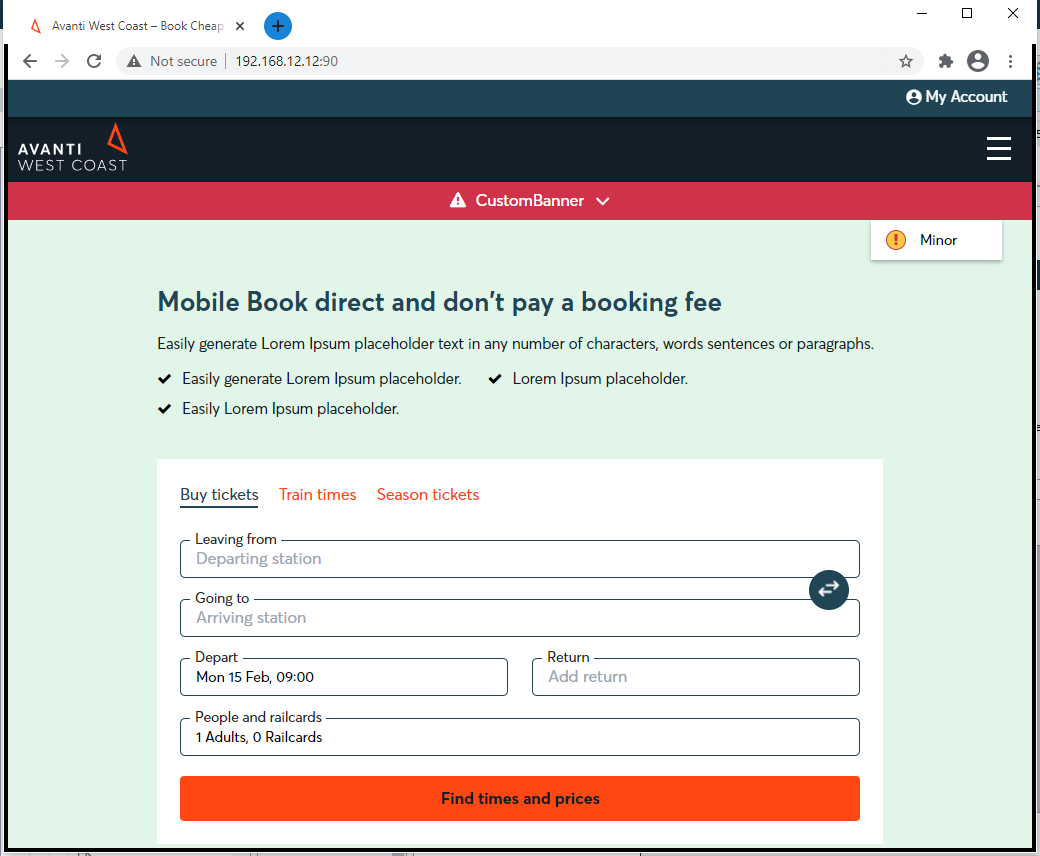 Avanti West Coast – Book Cheap
Not secure
192.168.12.12:90
My Account
AVANTI
WEST COAST
CustomBanner
Minor
Mobile Book direct and don't pay a booking fee
Easily generate Lorem Ipsum placeholder text in any number of characters, words sentences or paragraphs.
Easily generate Lorem Ipsum placeholder. Lorem Ipsum placeholder.
Easily Lorem Ipsum placeholder.
Buy tickets Train times Season tickets
Leaving from
Departing station
Going to
Arriving station
Depart Return
Mon 15 Feb, 09:00 Add return
People and railcards
1 Adults, 0 Railcards
Find times and prices